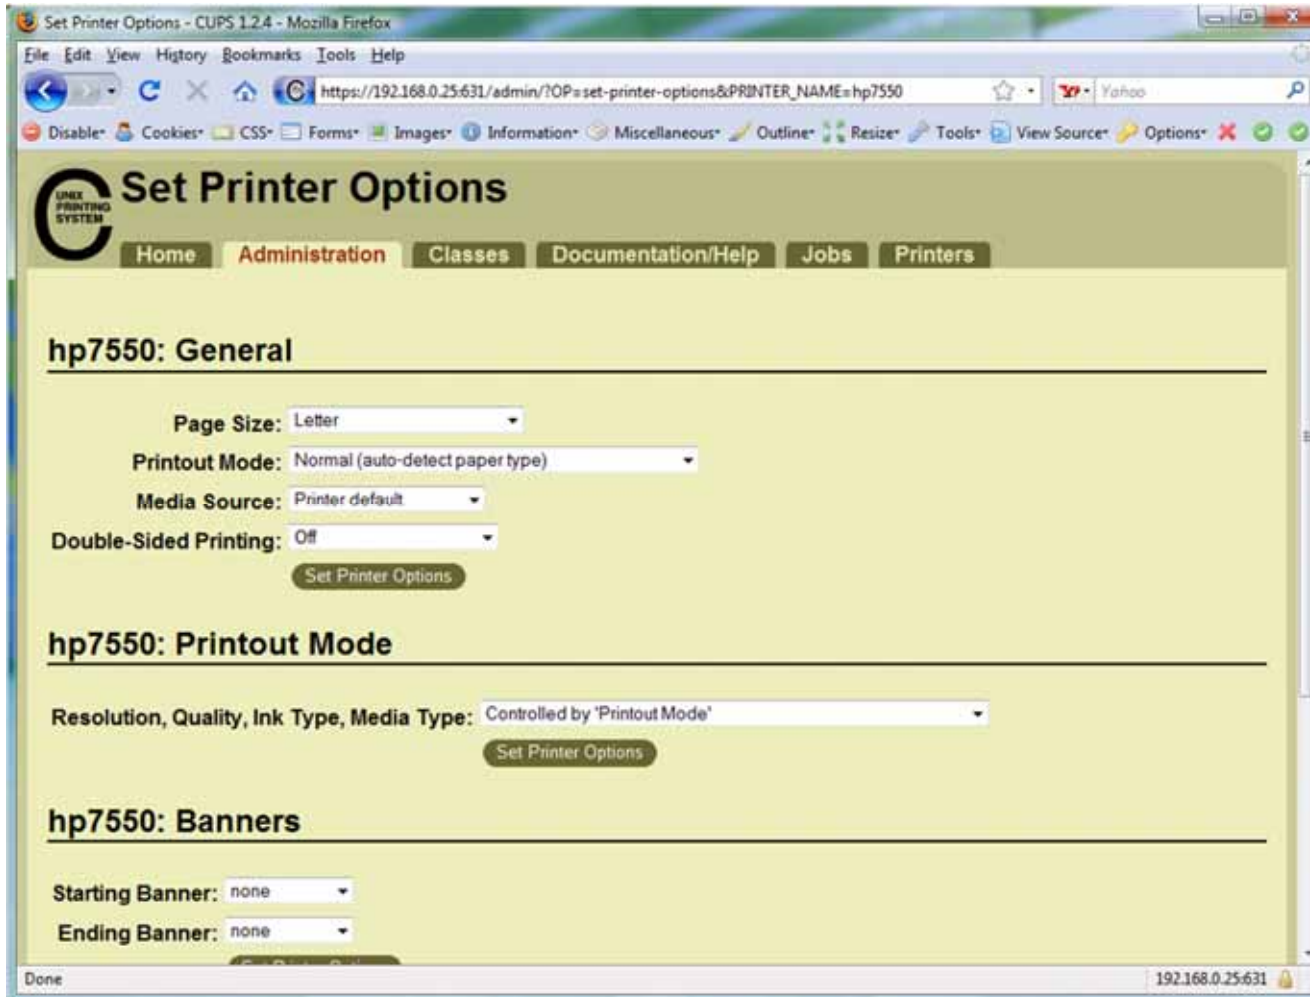 Set Printer Options - CUPS 1.2.4 - Mozilla Firefox
File Edit View History Bookmarks Tools Help
https://192.168.0.25:631/admin/?OP=set-printer-options&PRINTER_NAME=hp7550
Yahoo
Disable Cookies CSS Forms Images Information Miscellaneous Outline Resize Tools View Source Options
UNIX
PRINTING
SYSTEM
Set Printer Options
Home Administration Classes Documentation/Help Jobs Printers
hp7550: General
Page Size: Letter
Printout Mode: Normal (auto-detect paper type)
Media Source: Printer default
Double-Sided Printing: Off
Set Printer Options
hp7550: Printout Mode
Resolution, Quality, Ink Type, Media Type: Controlled by 'Printout Mode'
Set Printer Options
hp7550: Banners
Starting Banner: none
Ending Banner: none
Done
192.168.0.25:631